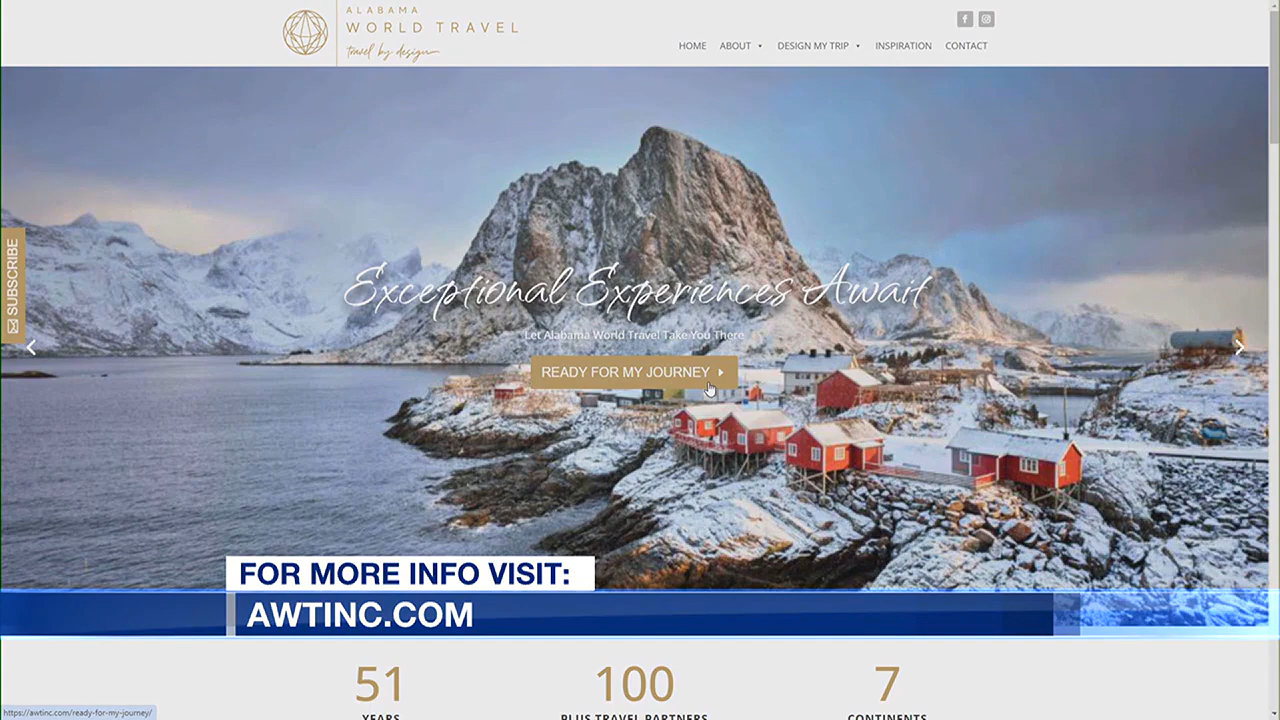 ALABAMA
WORLD TRAVEL
travel by design
HOME ABOUT DESIGN MY TRIP INSPIRATION CONTACT
SUBSCRIBE
Exceptional Experiences Await
Let Alabama World Travel Take You There
READY FOR MY JOURNEY
FOR MORE INFO VISIT:
AWTINC.COM
51 100 7
YEARS PLUS TRAVEL PARTNERS CONTINENTS
https://awtinc.com/ready-for-my-journey/